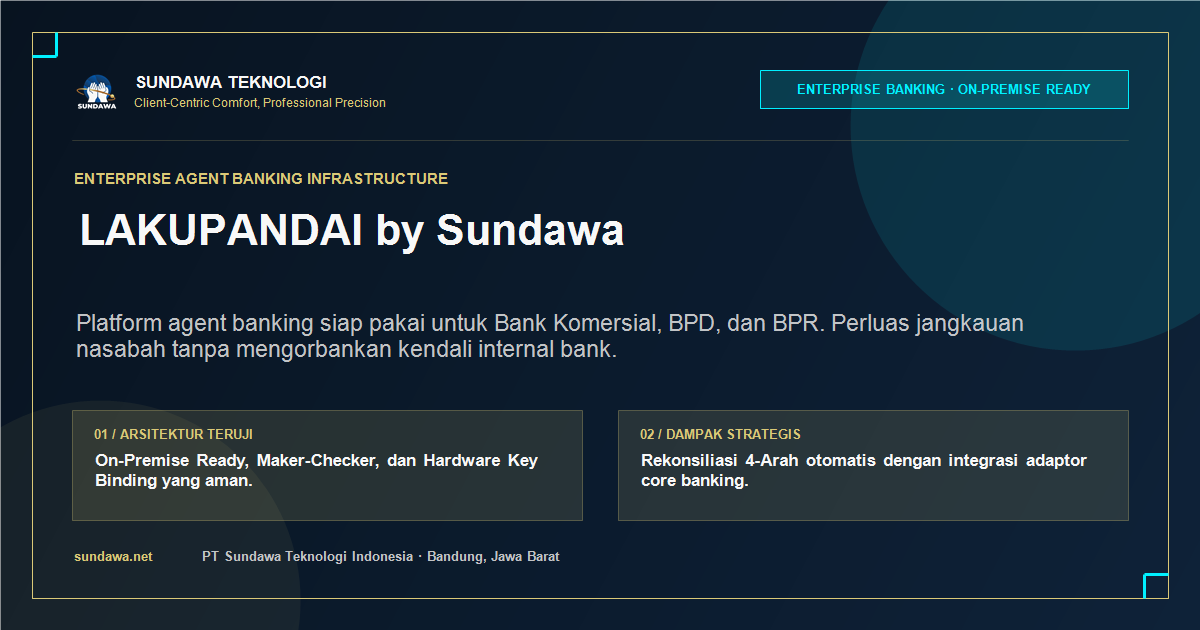 SUNDAWA
SUNDAWA TEKNOLOGI
Client-Centric Comfort, Professional Precision
ENTERPRISE BANKING · ON-PREMISE READY
ENTERPRISE AGENT BANKING INFRASTRUCTURE
LAKUPANDAI by Sundawa
Platform agent banking siap pakai untuk Bank Komersial, BPD, dan BPR. Perluas jangkauan
nasabah tanpa mengorbankan kendali internal bank.
01 / ARSITEKTUR TERUJI
On-Premise Ready, Maker-Checker, dan Hardware Key
Binding yang aman.
02 / DAMPAK STRATEGIS
Rekonsiliasi 4-Arah otomatis dengan integrasi adaptor
core banking.
sundawa.net
PT Sundawa Teknologi Indonesia · Bandung, Jawa Barat